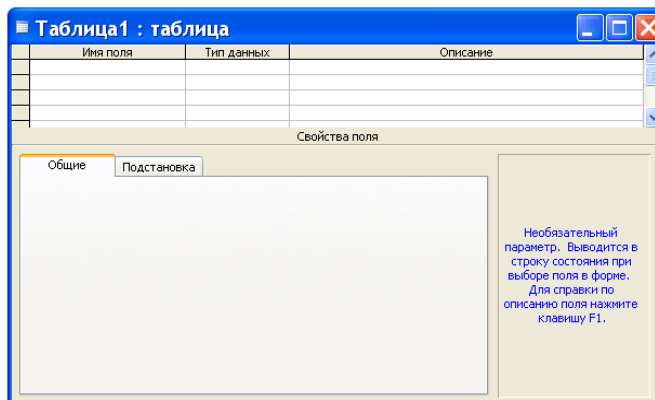 Таблица1 : таблица
Имя поля Тип данных Описание
Свойства поля
Общие Подстановка
Необязательный
параметр. Выводится в
строку состояния при
выборе поля в форме.
Для справки по
описанию поля нажмите
клавишу F1.